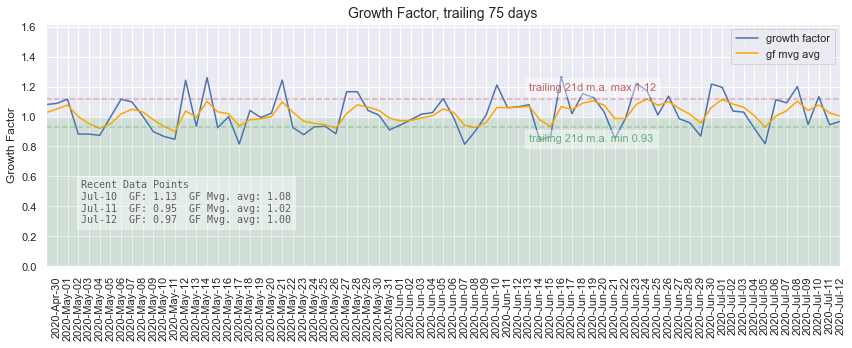 Growth Factor, trailing 75 days
growth factor
gf mvg avg
Growth Factor
1.6
1.4
1.2
1.0
0.8
0.6
0.4
0.2
0.0
trailing 21d m.a. max 1.12
trailing 21d m.a. min 0.93
Recent Data Points
Jul-10  GF: 1.13  GF Mvg. avg: 1.08
Jul-11  GF: 0.95  GF Mvg. avg: 1.02
Jul-12  GF: 0.97  GF Mvg. avg: 1.00
2020-Apr-30
2020-May-01
2020-May-02
2020-May-03
2020-May-04
2020-May-05
2020-May-06
2020-May-07
2020-May-08
2020-May-09
2020-May-10
2020-May-11
2020-May-12
2020-May-13
2020-May-14
2020-May-15
2020-May-16
2020-May-17
2020-May-18
2020-May-19
2020-May-20
2020-May-21
2020-May-22
2020-May-23
2020-May-24
2020-May-25
2020-May-26
2020-May-27
2020-May-28
2020-May-29
2020-May-30
2020-May-31
2020-Jun-01
2020-Jun-02
2020-Jun-03
2020-Jun-04
2020-Jun-05
2020-Jun-06
2020-Jun-07
2020-Jun-08
2020-Jun-09
2020-Jun-10
2020-Jun-11
2020-Jun-12
2020-Jun-13
2020-Jun-14
2020-Jun-15
2020-Jun-16
2020-Jun-17
2020-Jun-18
2020-Jun-19
2020-Jun-20
2020-Jun-21
2020-Jun-22
2020-Jun-23
2020-Jun-24
2020-Jun-25
2020-Jun-26
2020-Jun-27
2020-Jun-28
2020-Jun-29
2020-Jun-30
2020-Jul-01
2020-Jul-02
2020-Jul-03
2020-Jul-04
2020-Jul-05
2020-Jul-06
2020-Jul-07
2020-Jul-08
2020-Jul-09
2020-Jul-10
2020-Jul-11
2020-Jul-12